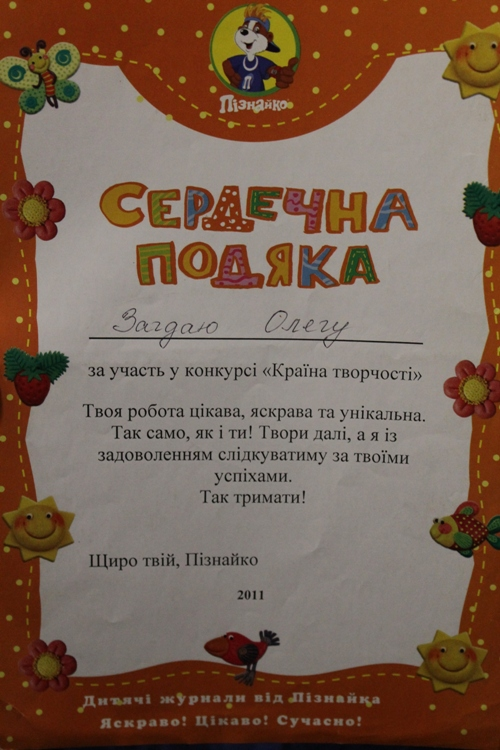 П
Пізнайко
СЕРДЕЧНА
ПОДЯКА
Загдаю Олегу
за участь у конкурсі «Країна творчості»
Твоя робота цікава, яскрава та унікальна.
Так само, як і ти! Твори далі, а я із
задоволенням слідкуватиму за твоїми
успіхами.
Так тримати!
Щиро твій, Пізнайко
2011
Дитячі журнали від Пізнайка
Яскраво! Цікаво! Сучасно!